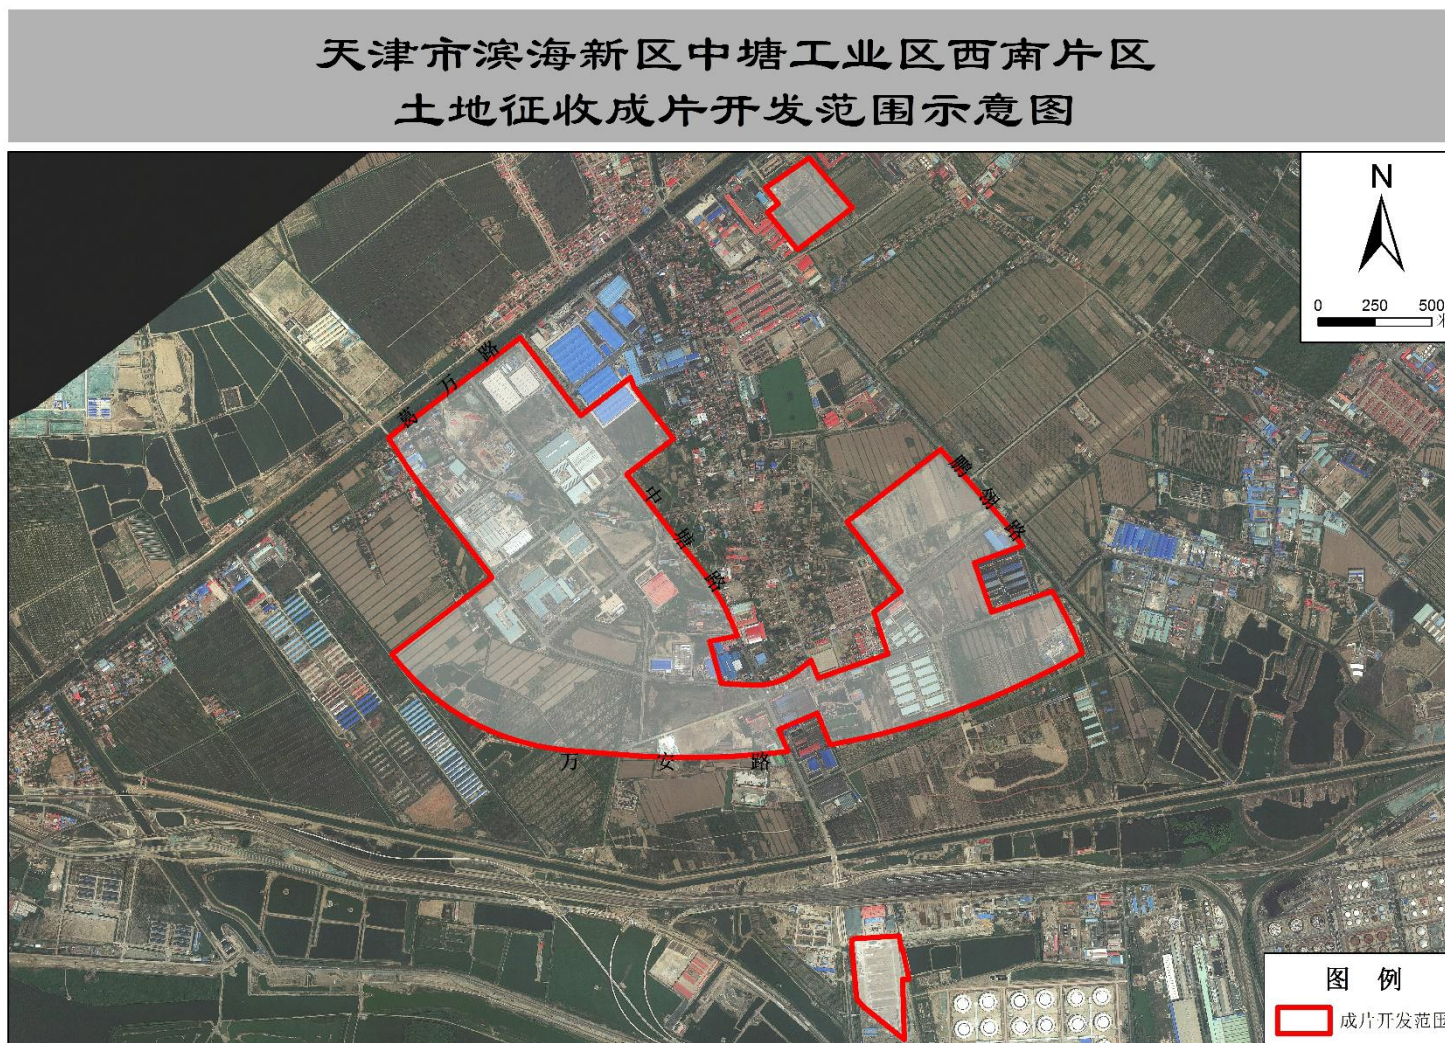 天津市滨海新区中塘工业区西南片区
土地征收成片开发范围示意图
N
0 250 500
米
葛万路
中塘路
鹏翎路
万安路
图 例
成片开发范围